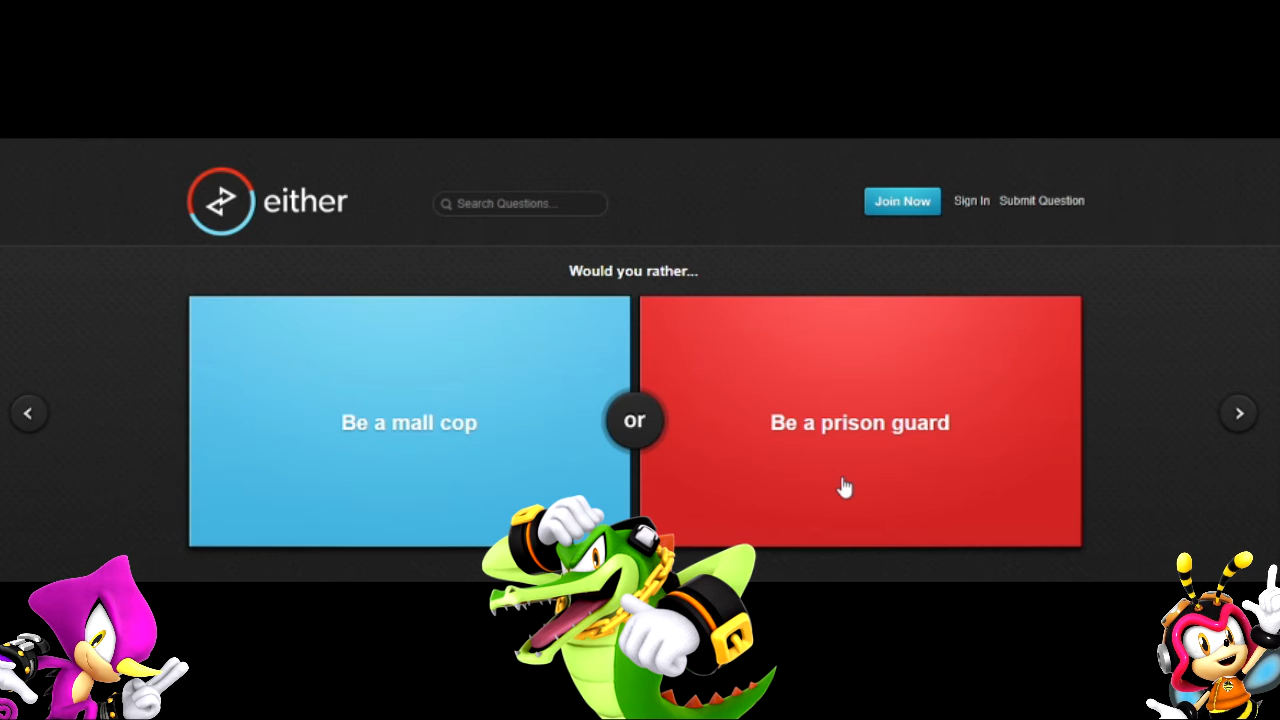 either
Search Questions...
Join Now
Sign In
Submit Question
Would you rather...
Be a mall cop
or
Be a prison guard